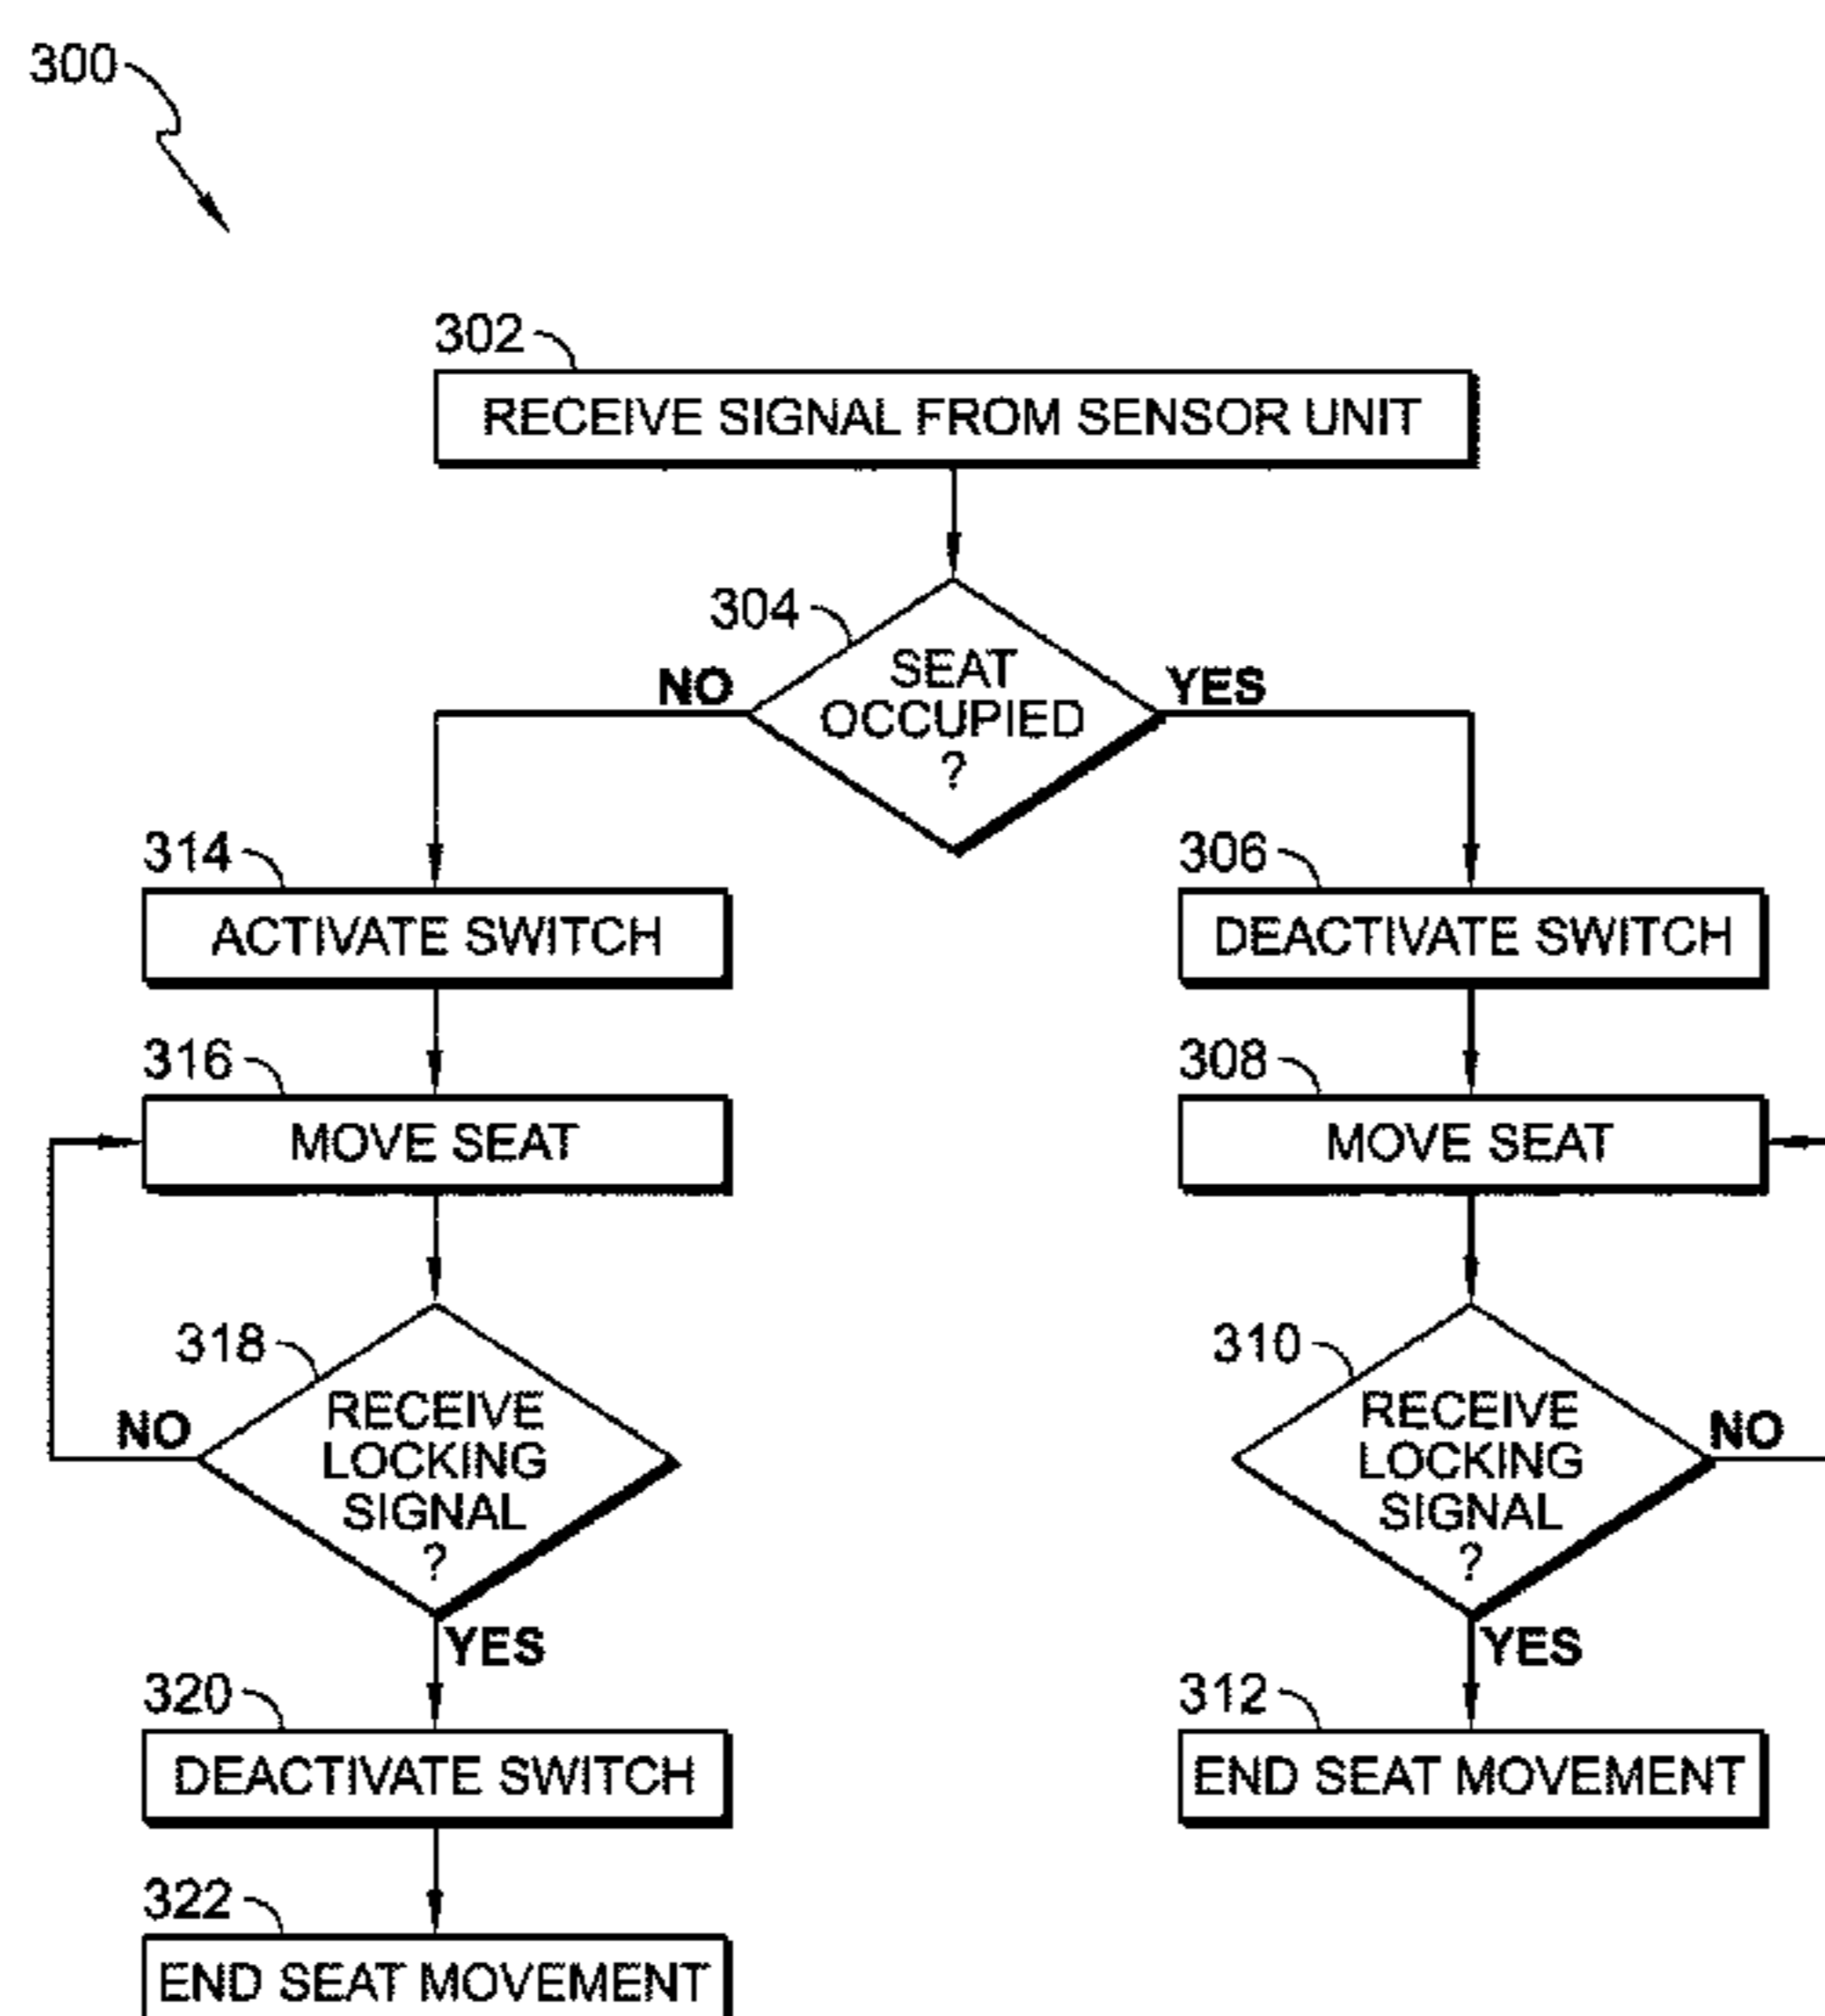 300
302
RECEIVE SIGNAL FROM SENSOR UNIT
304
SEAT
OCCUPIED
?
NO
YES
314
ACTIVATE SWITCH
306
DEACTIVATE SWITCH
316
MOVE SEAT
308
MOVE SEAT
318
RECEIVE
LOCKING
SIGNAL
?
NO
YES
310
RECEIVE
LOCKING
SIGNAL
?
NO
YES
320
DEACTIVATE SWITCH
312
END SEAT MOVEMENT
322
END SEAT MOVEMENT